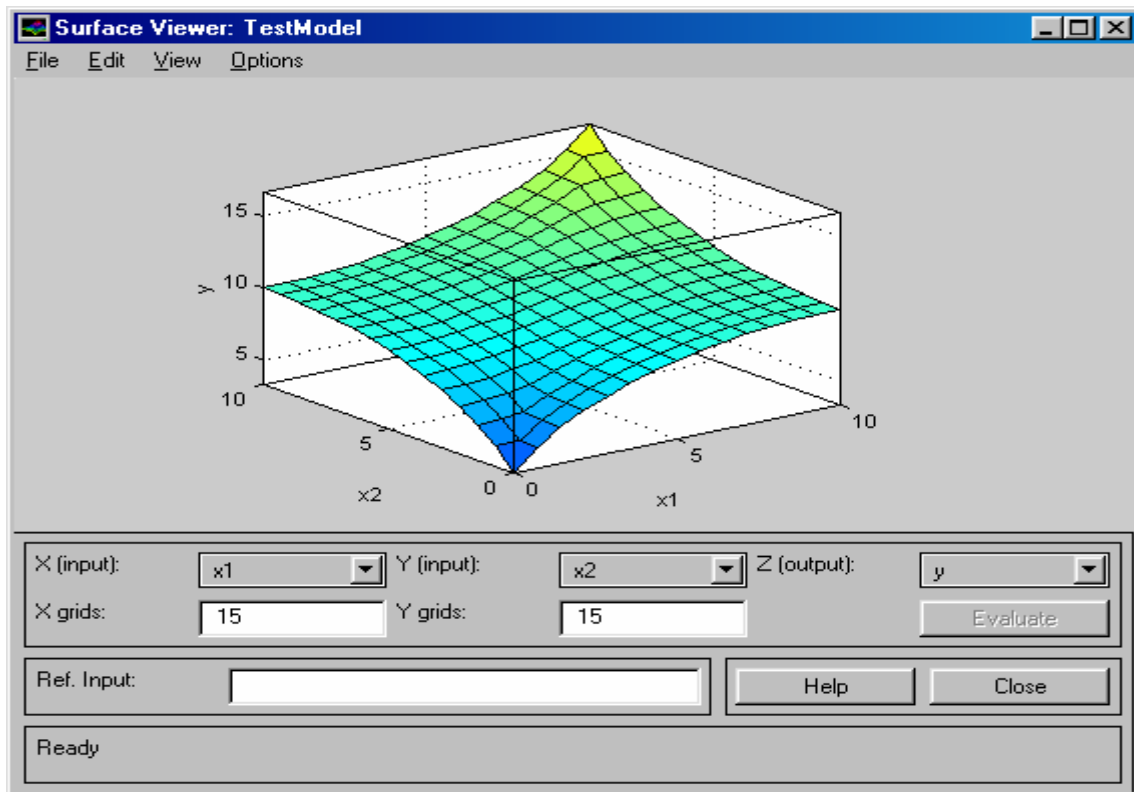 Surface Viewer: TestModel
File Edit View Options
15
10
5
y
10
5
0
x2
0
5
10
x1
X (input): x1 Y (input): x2 Z (output): y
X grids: 15 Y grids: 15 Evaluate
Ref. Input: Help Close
Ready